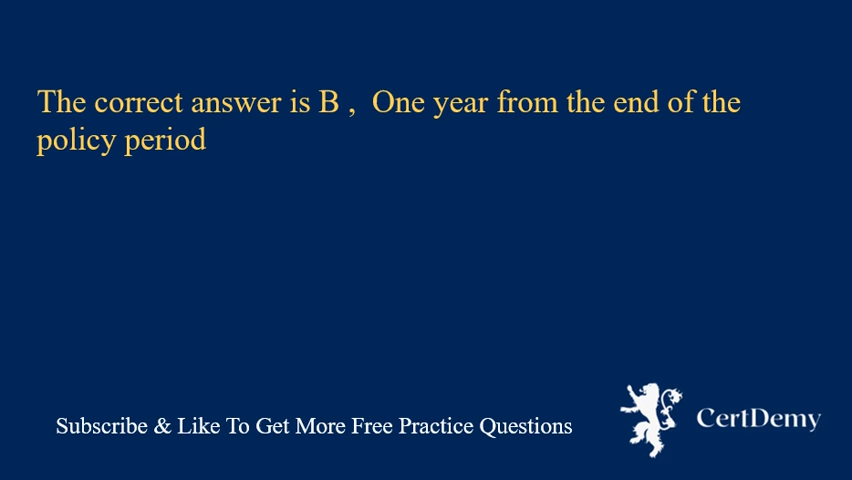 The correct answer is B ,  One year from the end of the
policy period
Subscribe & Like To Get More Free Practice Questions
CertDemy